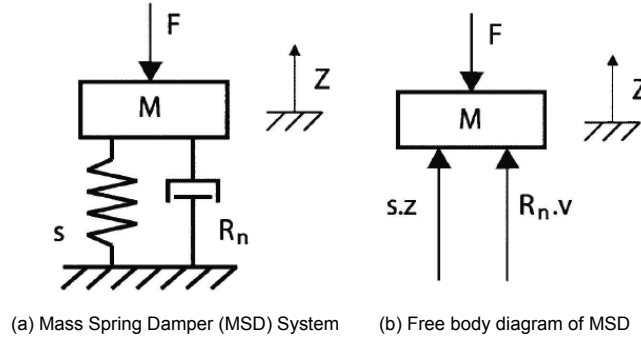 F
M
Z
s
Rn
(a) Mass Spring Damper (MSD) System
F
M
Z
s.z
Rn.v
(b) Free body diagram of MSD